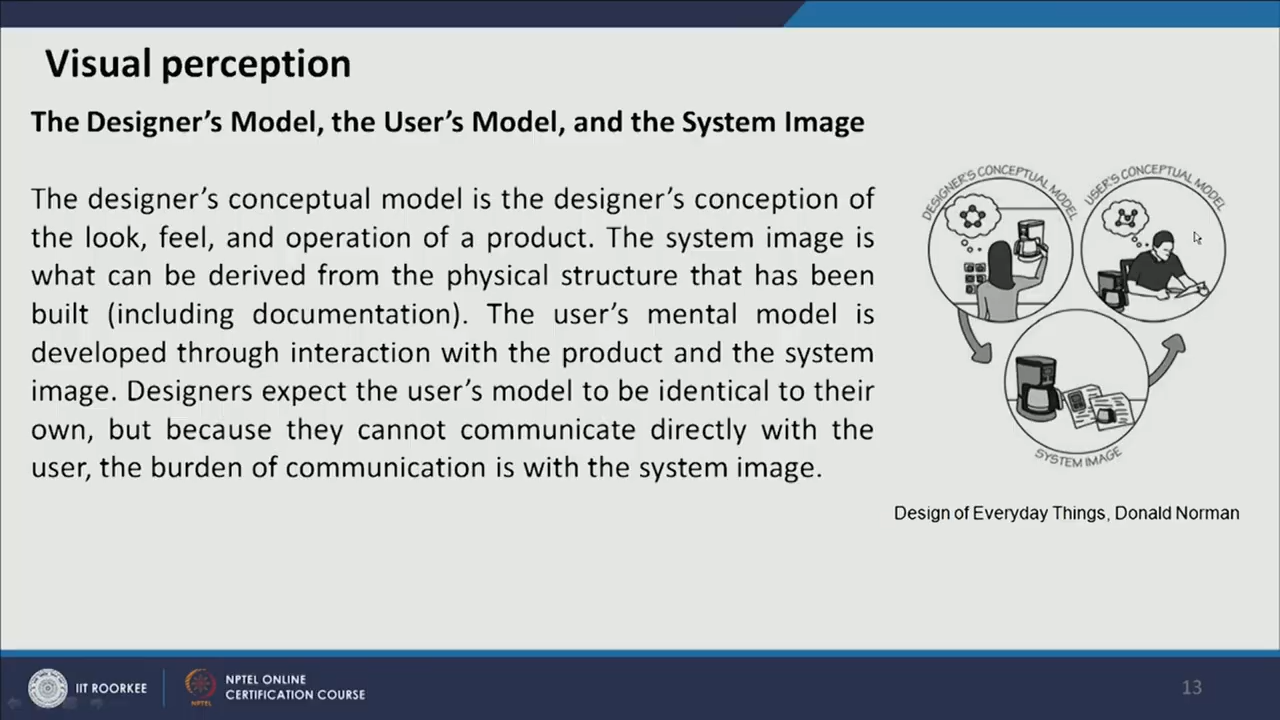 Visual perception
The Designer's Model, the User's Model, and the System Image
The designer's conceptual model is the designer's conception of
the look, feel, and operation of a product. The system image is
what can be derived from the physical structure that has been
built (including documentation). The user's mental model is
developed through interaction with the product and the system
image. Designers expect the user's model to be identical to their
own, but because they cannot communicate directly with the
user, the burden of communication is with the system image.
DESIGNER'S CONCEPTUAL MODEL
USER'S CONCEPTUAL MODEL
SYSTEM IMAGE
Design of Everyday Things, Donald Norman
IIT ROORKEE
NPTEL
NPTEL ONLINE
CERTIFICATION COURSE
13